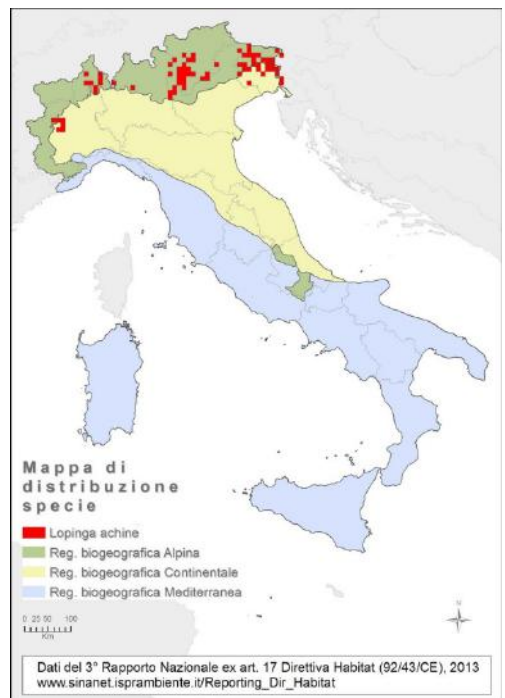 Mappa di
distribuzione
specie
Lopinga achine
Reg. biogeografica Alpina
Reg. biogeografica Continentale
Reg. biogeografica Mediterranea
0 25 50 100
Km
N
Dati del 3° Rapporto Nazionale ex art. 17 Direttiva Habitat (92/43/CE), 2013
www.sinanet.isprambiente.it/Reporting_Dir_Habitat